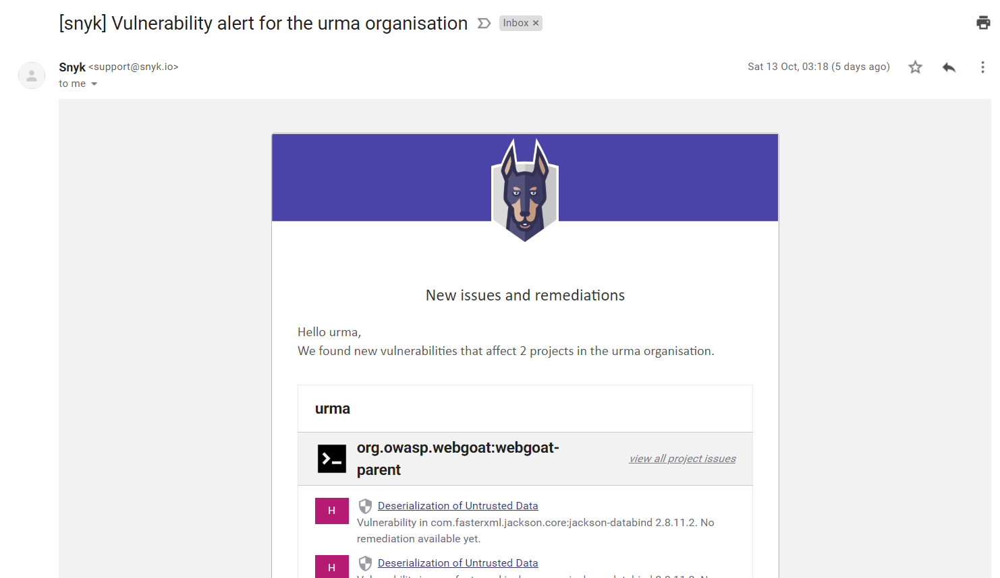 [snyk] Vulnerability alert for the urma organisation
Inbox ×
Snyk <support@snyk.io>
Sat 13 Oct, 03:18 (5 days ago)
to me
New issues and remediations
Hello urma,
We found new vulnerabilities that affect 2 projects in the urma organisation.
urma
org.owasp.webgoat:webgoat-
parent
view all project issues
H
Deserialization of Untrusted Data
Vulnerability in com.fasterxml.jackson.core:jackson-databind 2.8.11.2. No
remediation available yet.
H
Deserialization of Untrusted Data